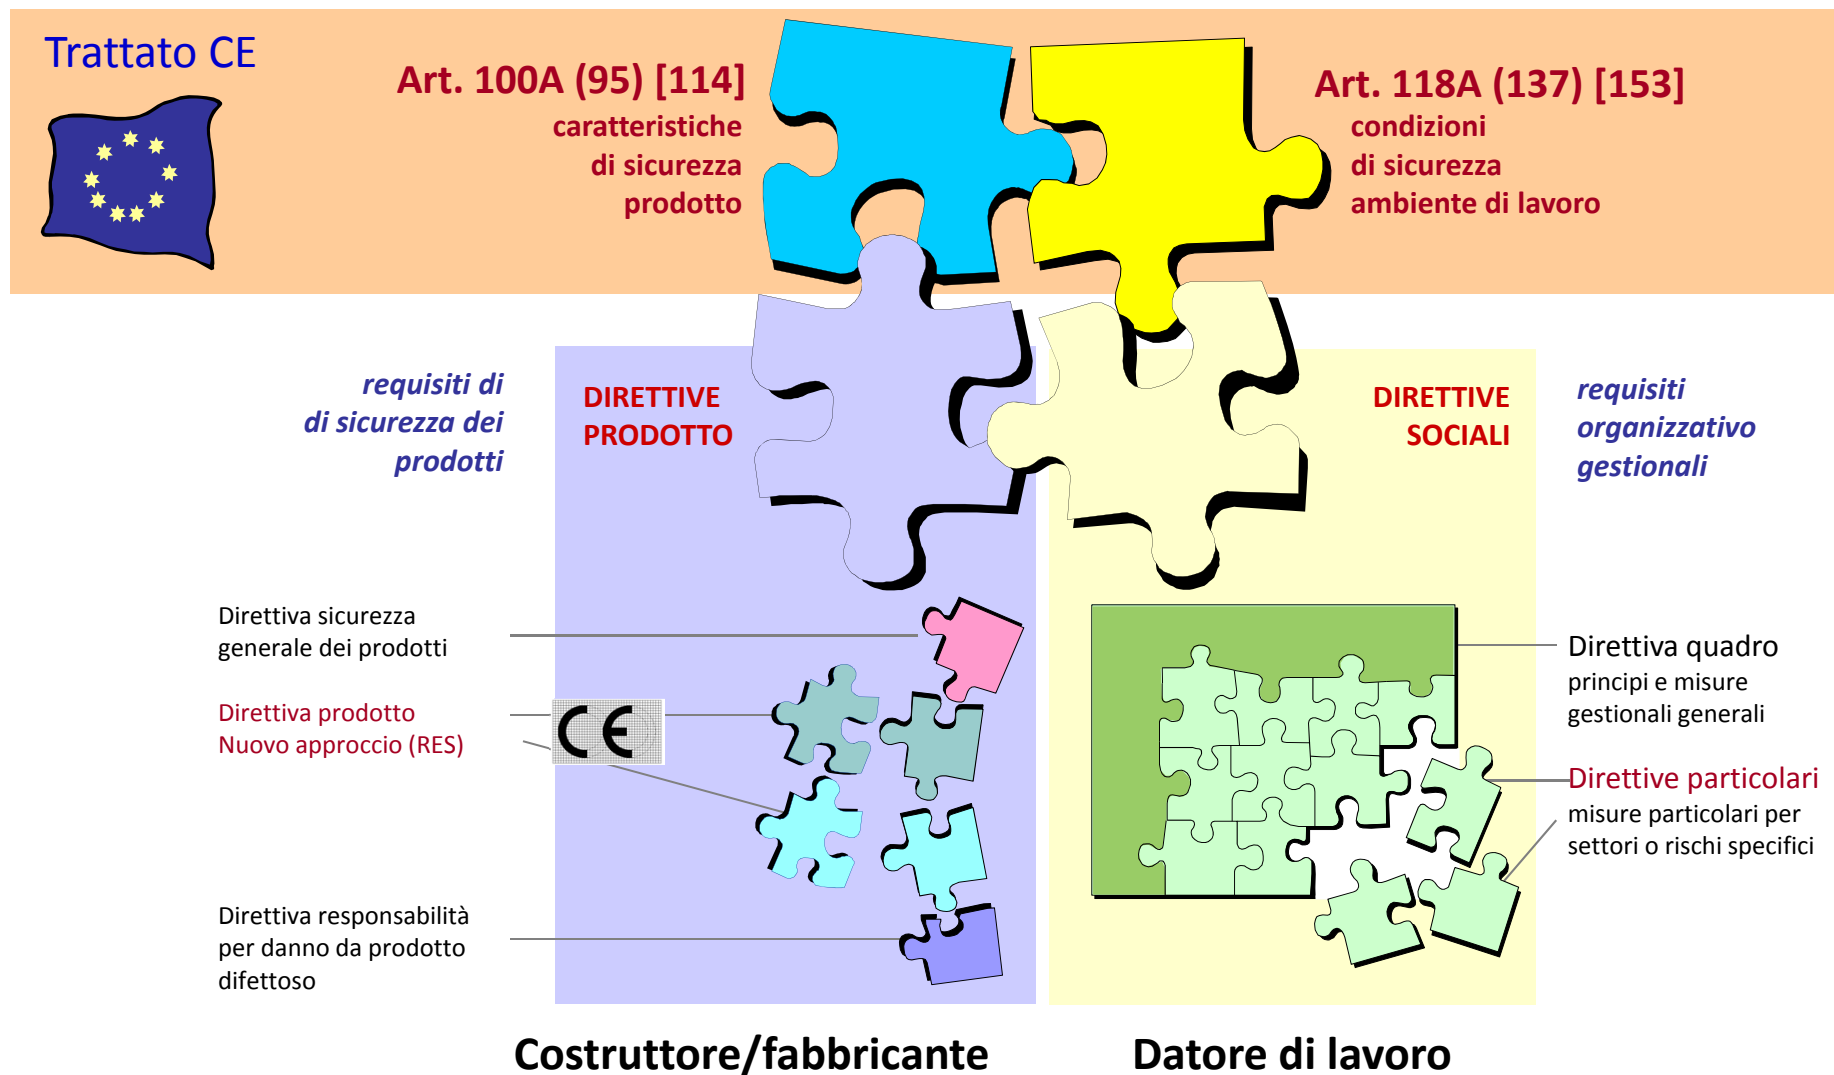 Trattato CE
Art. 100A (95) [114]
caratteristiche
di sicurezza
prodotto
Art. 118A (137) [153]
condizioni
di sicurezza
ambiente di lavoro
requisiti di
di sicurezza dei
prodotti
DIRETTIVE
PRODOTTO
DIRETTIVE
SOCIALI
requisiti
organizzativo
gestionali
Direttiva sicurezza
generale dei prodotti
Direttiva prodotto
Nuovo approccio (RES)
CE
Direttiva responsabilità
per danno da prodotto
difettoso
Direttiva quadro
principi e misure
gestionali generali
Direttive particolari
misure particolari per
settori o rischi specifici
Costruttore/fabbricante
Datore di lavoro